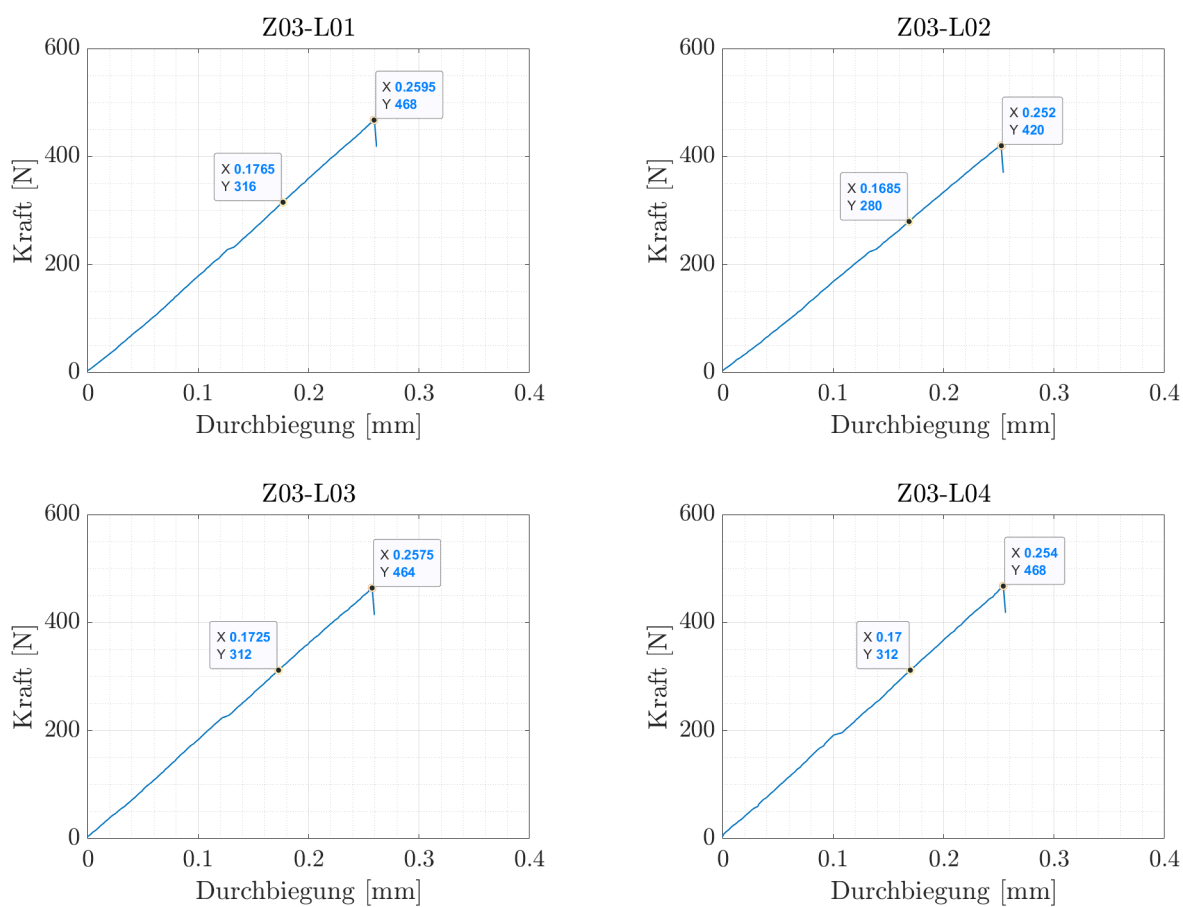 Z03-L01
600
400
200
0
0 0.1 0.2 0.3 0.4
Kraft [N]
Durchbiegung [mm]
X 0.2595
Y 468
X 0.1765
Y 316
Z03-L02
600
400
200
0
0 0.1 0.2 0.3 0.4
Kraft [N]
Durchbiegung [mm]
X 0.252
Y 420
X 0.1685
Y 280
Z03-L03
600
400
200
0
0 0.1 0.2 0.3 0.4
Kraft [N]
Durchbiegung [mm]
X 0.2575
Y 464
X 0.1725
Y 312
Z03-L04
600
400
200
0
0 0.1 0.2 0.3 0.4
Kraft [N]
Durchbiegung [mm]
X 0.254
Y 468
X 0.17
Y 312